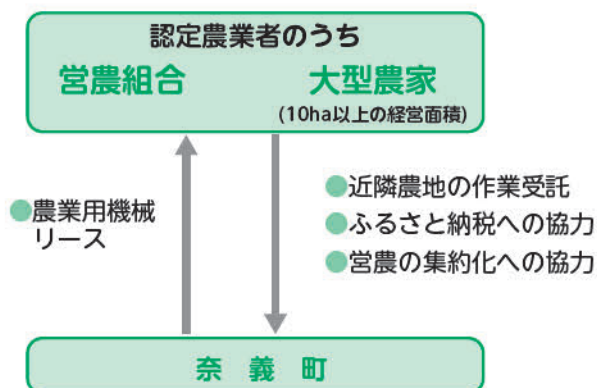 認定農業者のうち
営農組合 大型農家
(10ha以上の経営面積)
●農業用機械
リース
●近隣農地の作業受託
●ふるさと納税への協力
●営農の集約化への協力
奈義町